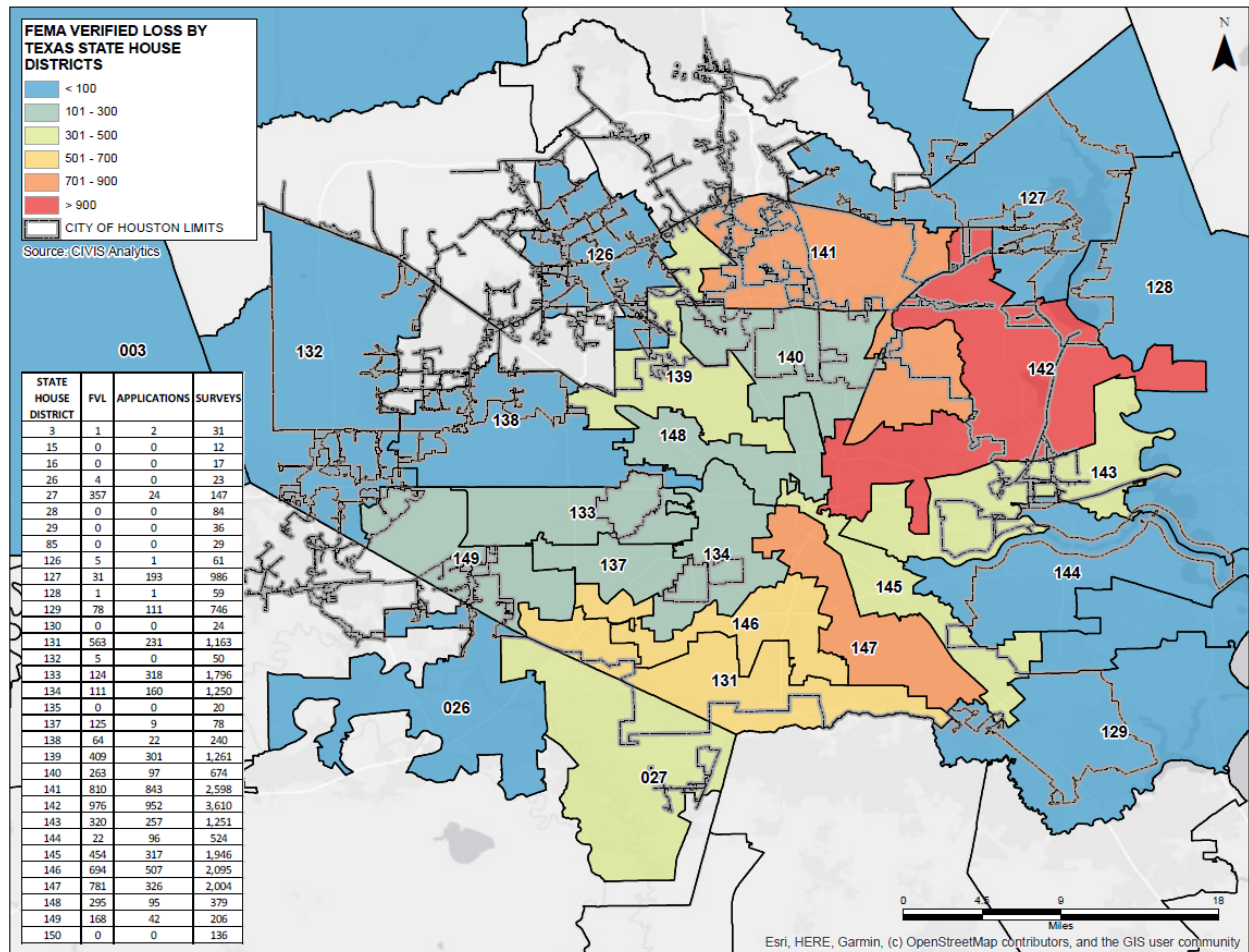 FEMA VERIFIED LOSS BY
TEXAS STATE HOUSE
DISTRICTS
< 100
101 - 300
301 - 500
501 - 700
701 - 900
> 900
CITY OF HOUSTON LIMITS
Source: CIVIS Analytics
N
127
126
141
128
003
132
140
142
139
138
148
143
133
149
137
134
144
145
146
147
131
026
129
027
STATE HOUSE DISTRICT FVL APPLICATIONS SURVEYS
3 1 2 31
15 0 0 12
16 0 0 17
26 4 0 23
27 357 24 147
28 0 0 84
29 0 0 36
85 0 0 29
126 5 1 61
127 31 193 986
128 1 1 59
129 78 111 746
130 0 0 24
131 563 231 1,163
132 5 0 50
133 124 318 1,796
134 111 160 1,250
135 0 0 20
137 125 9 78
138 64 22 240
139 409 301 1,261
140 263 97 674
141 810 843 2,598
142 976 952 3,610
143 320 257 1,251
144 22 96 524
145 454 317 1,946
146 694 507 2,095
147 781 326 2,004
148 295 95 379
149 168 42 206
150 0 0 136
0 4.5 9 18
Miles
Esri, HERE, Garmin, (c) OpenStreetMap contributors, and the GIS user community